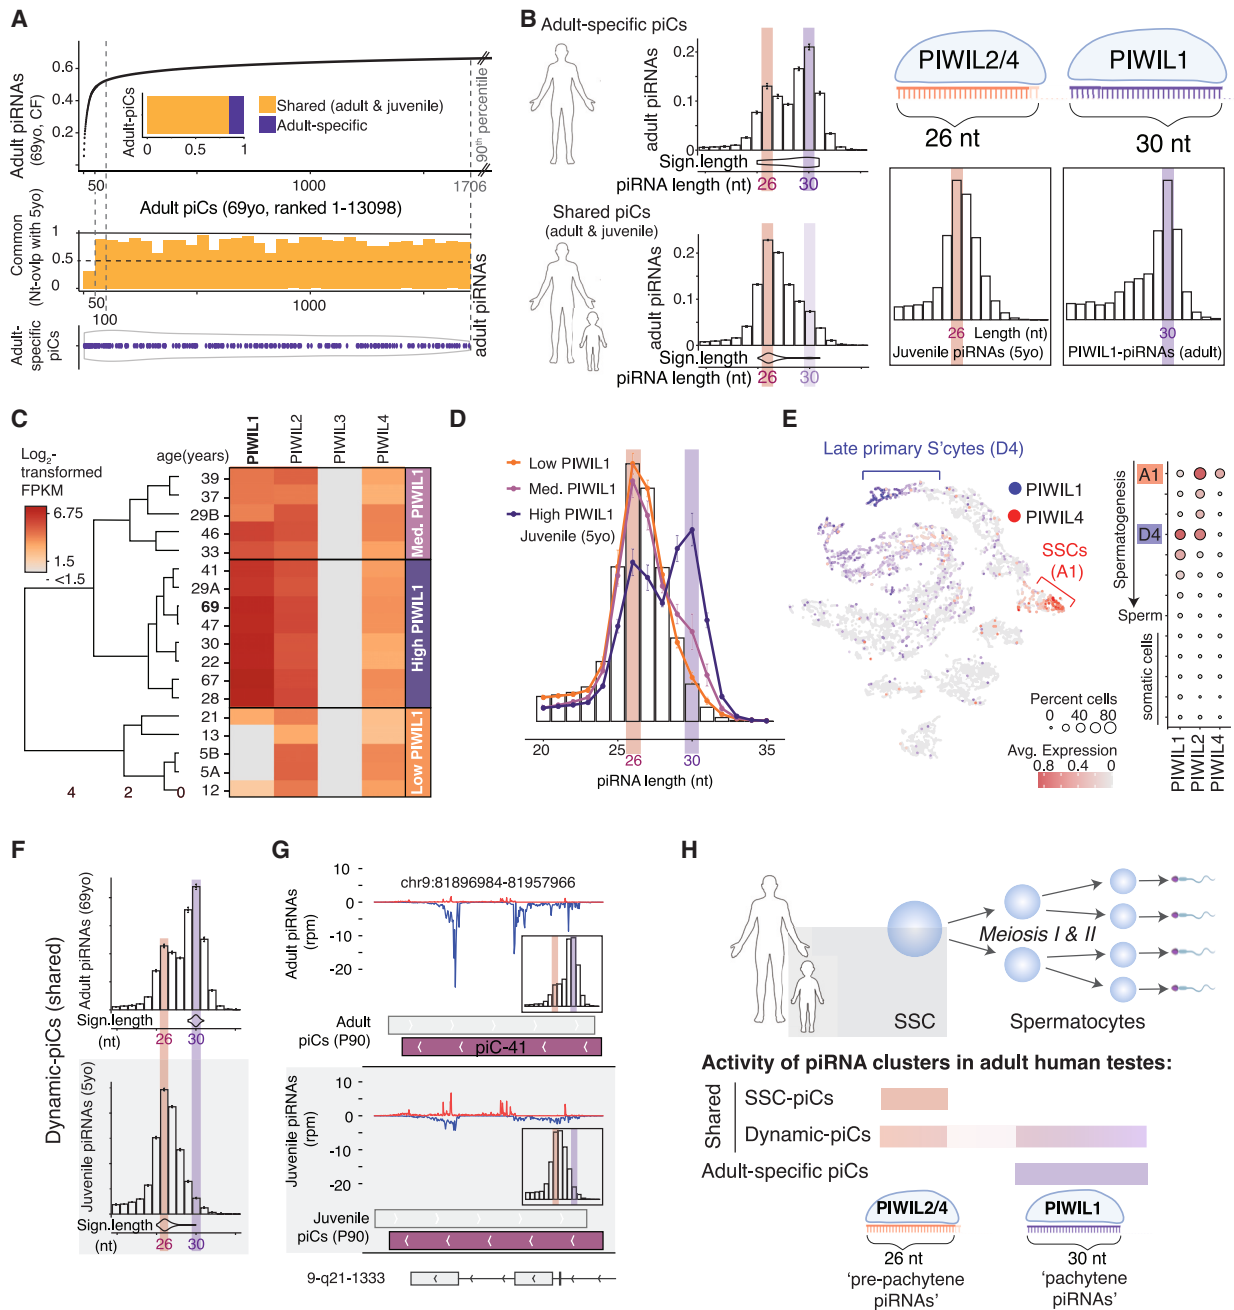 A
Adult piRNAs
(69yo, CF)
0.6
0.4
0.2
Adult-piCs
0
0.5
1
Shared (adult & juvenile)
Adult-specific
90th percentile
50
1000
1706
Adult piCs (69yo, ranked 1-13098)
Common
(Nt-ovlp with 5yo)
1
0.5
0
50
100
1000
Adult-
specific
piCs
B
Adult-specific piCs
adult piRNAs
0.2
0.1
0
Sign.length
piRNA length (nt)
26
30
Shared piCs
(adult & juvenile)
adult piRNAs
adult piRNAs
0.2
0.1
0
Sign.length
piRNA length (nt)
26
30
PIWIL2/4
26 nt
PIWIL1
30 nt
26
Length (nt)
Juvenile piRNAs (5yo)
30
PIWIL1-piRNAs (adult)
C
Log2-
transformed
FPKM
6.75
1.5
<1.5
age(years)
PIWIL1
PIWIL2
PIWIL3
PIWIL4
39
37
29B
46
33
41
29A
69
47
30
22
67
28
21
13
5B
5A
12
Med. PIWIL1
High PIWIL1
Low PIWIL1
4
2
0
D
Low PIWIL1
Med. PIWIL1
High PIWIL1
Juvenile (5yo)
20
25
26
30
30
35
piRNA length (nt)
E
Late primary S'cytes (D4)
PIWIL1
PIWIL4
SSCs
(A1)
Percent cells
0
40
80
Avg. Expression
0.8
0.4
0
A1
D4
Spermatogenesis
Sperm
somatic cells
PIWIL1
PIWIL2
PIWIL4
F
Dynamic-piCs (shared)
Adult piRNAs (69yo)
Sign.length
(nt)
26
30
Juvenile piRNAs (5yo)
Sign.length
(nt)
26
30
G
chr9:81896984-81957966
Adult piRNAs
(rpm)
10
0
-10
-20
Adult
piCs (P90)
piC-41
Juvenile piRNAs
(rpm)
10
0
-10
-20
Juvenile
piCs (P90)
9-q21-1333
H
Meiosis I & II
SSC
Spermatocytes
Activity of piRNA clusters in adult human testes:
Shared
SSC-piCs
Dynamic-piCs
Adult-specific piCs
PIWIL2/4
26 nt
'pre-pachytene
piRNAs'
PIWIL1
30 nt
'pachytene
piRNAs'